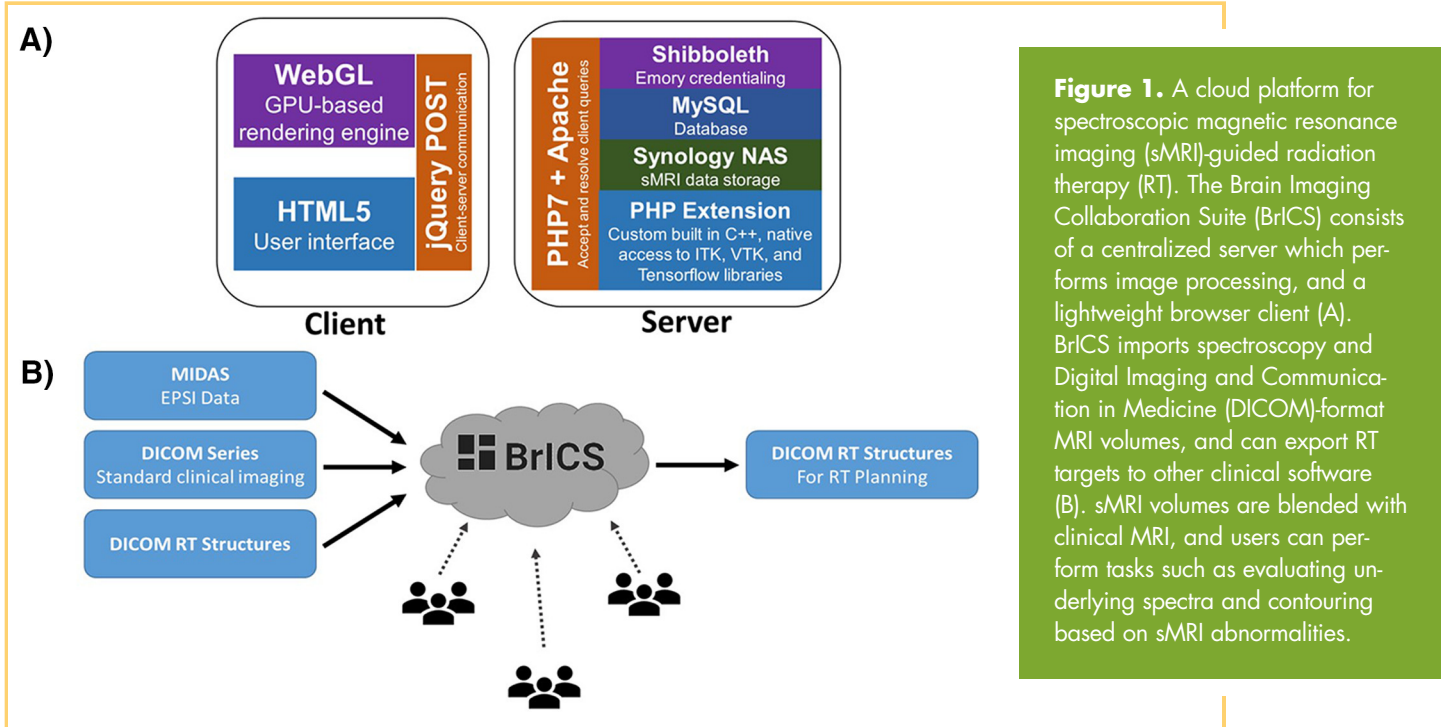 A)
WebGL
GPU-based
rendering engine
HTML5
User interface
jQuery POST
Client-server communication
Client
PHP7 + Apache
Accept and resolve client queries
Shibboleth
Emory credentialing
MySQL
Database
Synology NAS
sMRI data storage
PHP Extension
Custom built in C++, native
access to ITK, VTK, and
Tensorflow libraries
Server
B)
MIDAS
EPSI Data
DICOM Series
Standard clinical imaging
DICOM RT Structures
BrICS
DICOM RT Structures
For RT Planning
Figure 1. A cloud platform for
spectroscopic magnetic resonance
imaging (sMRI)-guided radiation
therapy (RT). The Brain Imaging
Collaboration Suite (BrICS) consists
of a centralized server which per-
forms image processing, and a
lightweight browser client (A).
BrICS imports spectroscopy and
Digital Imaging and Communica-
tion in Medicine (DICOM)-format
MRI volumes, and can export RT
targets to other clinical software
(B). sMRI volumes are blended with
clinical MRI, and users can per-
form tasks such as evaluating un-
derlying spectra and contouring
based on sMRI abnormalities.